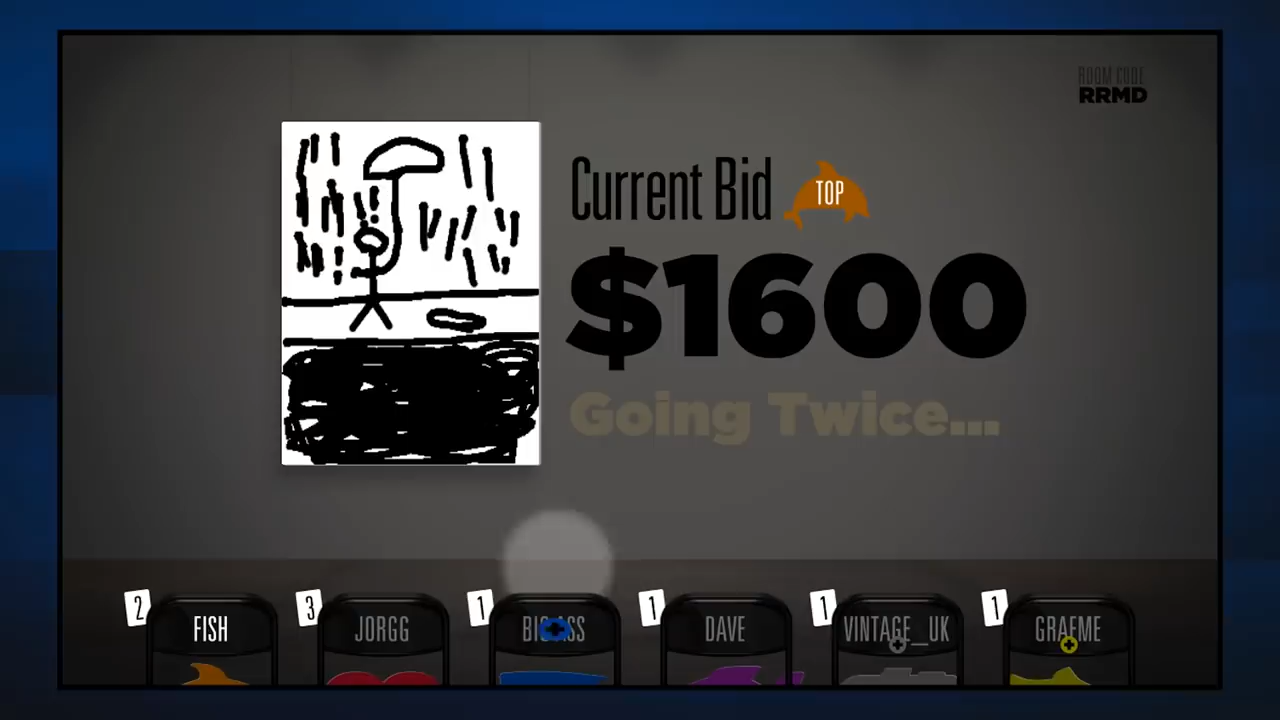 ROOM CODE
RRMD
Current Bid
TOP
$1600
Going Twice...
2
3
1
1
1
1
FISH
JORGG
DAVE
VINTAGE_UK
GRAEME